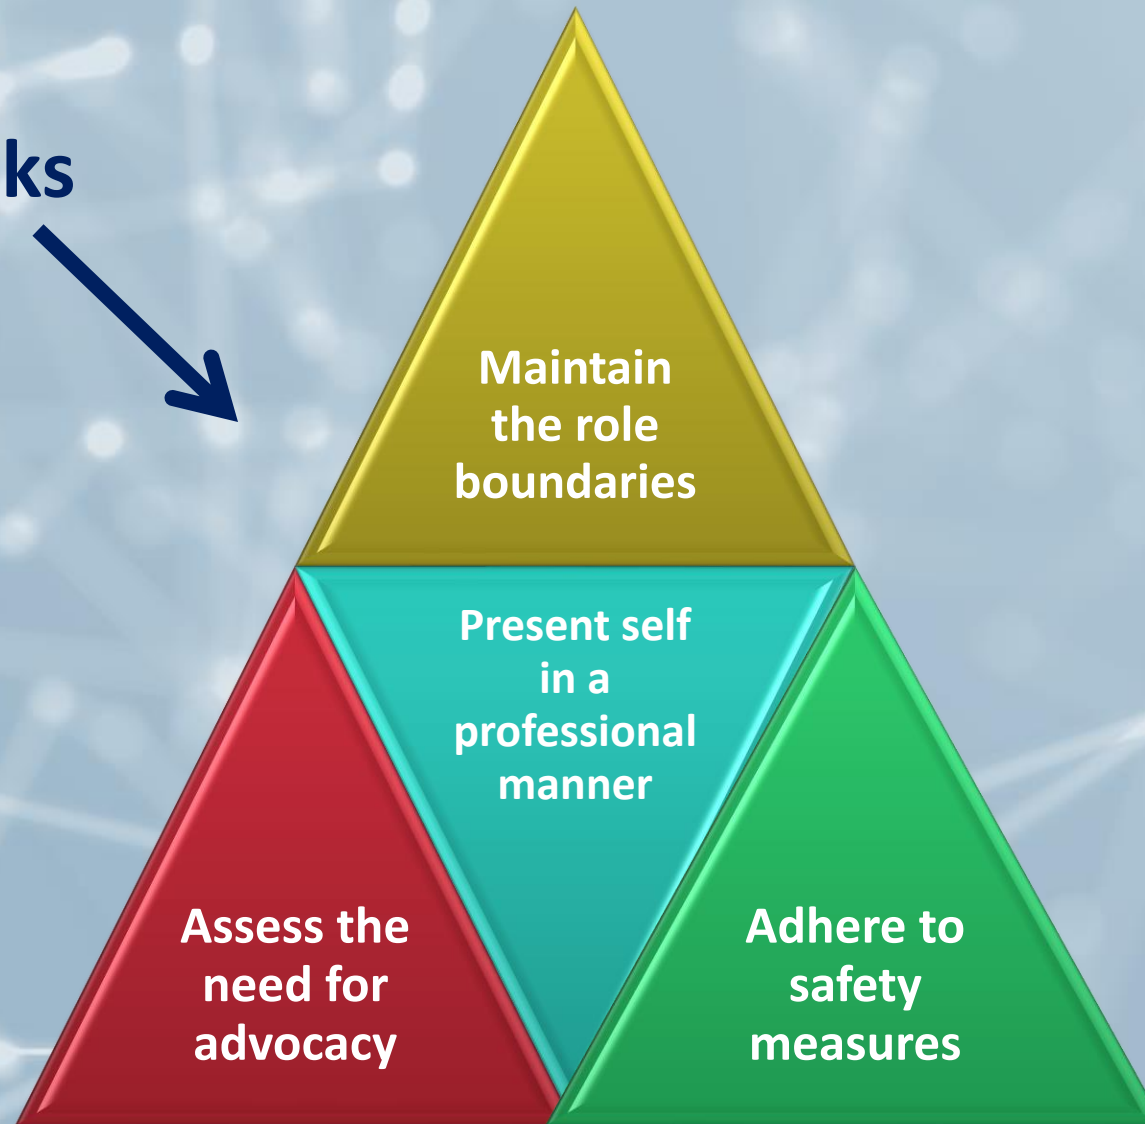 ks
Maintain
the role
boundaries
Present self
in a
professional
manner
Assess the
need for
advocacy
Adhere to
safety
measures